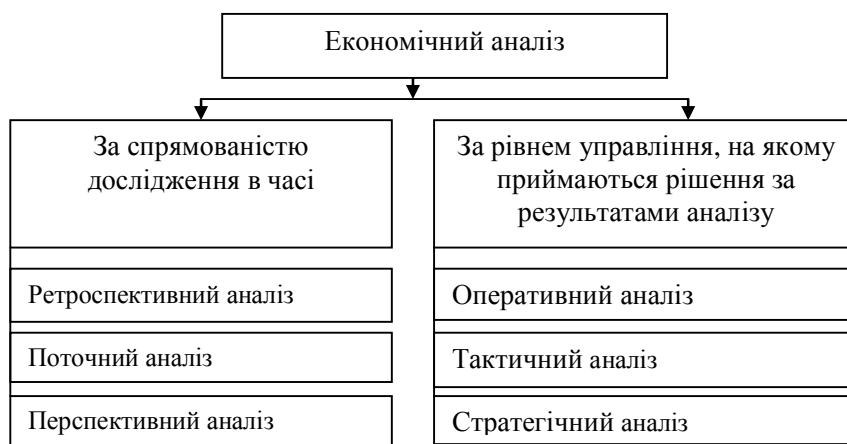 Економічний аналіз
За спрямованістю
дослідження в часі
Ретроспективний аналіз
Поточний аналіз
Перспективний аналіз
За рівнем управління, на якому
приймаються рішення за
результатами аналізу
Оперативний аналіз
Тактичний аналіз
Стратегічний аналіз